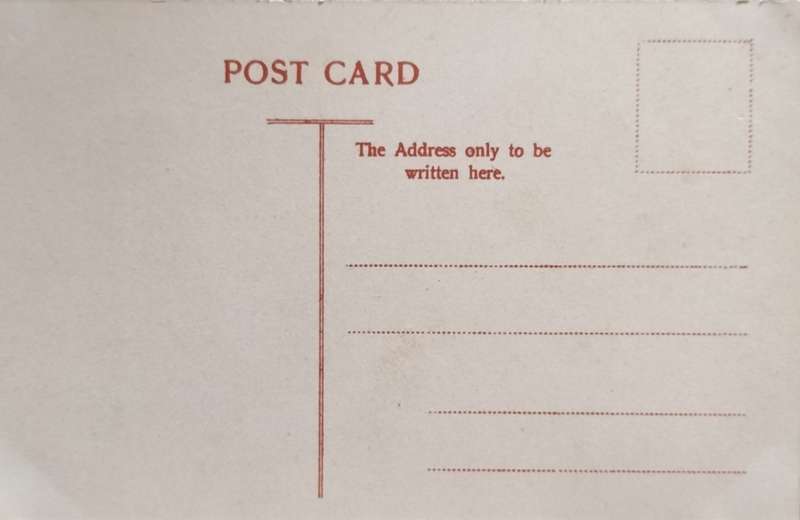 POST CARD
The Address only to be
written here.